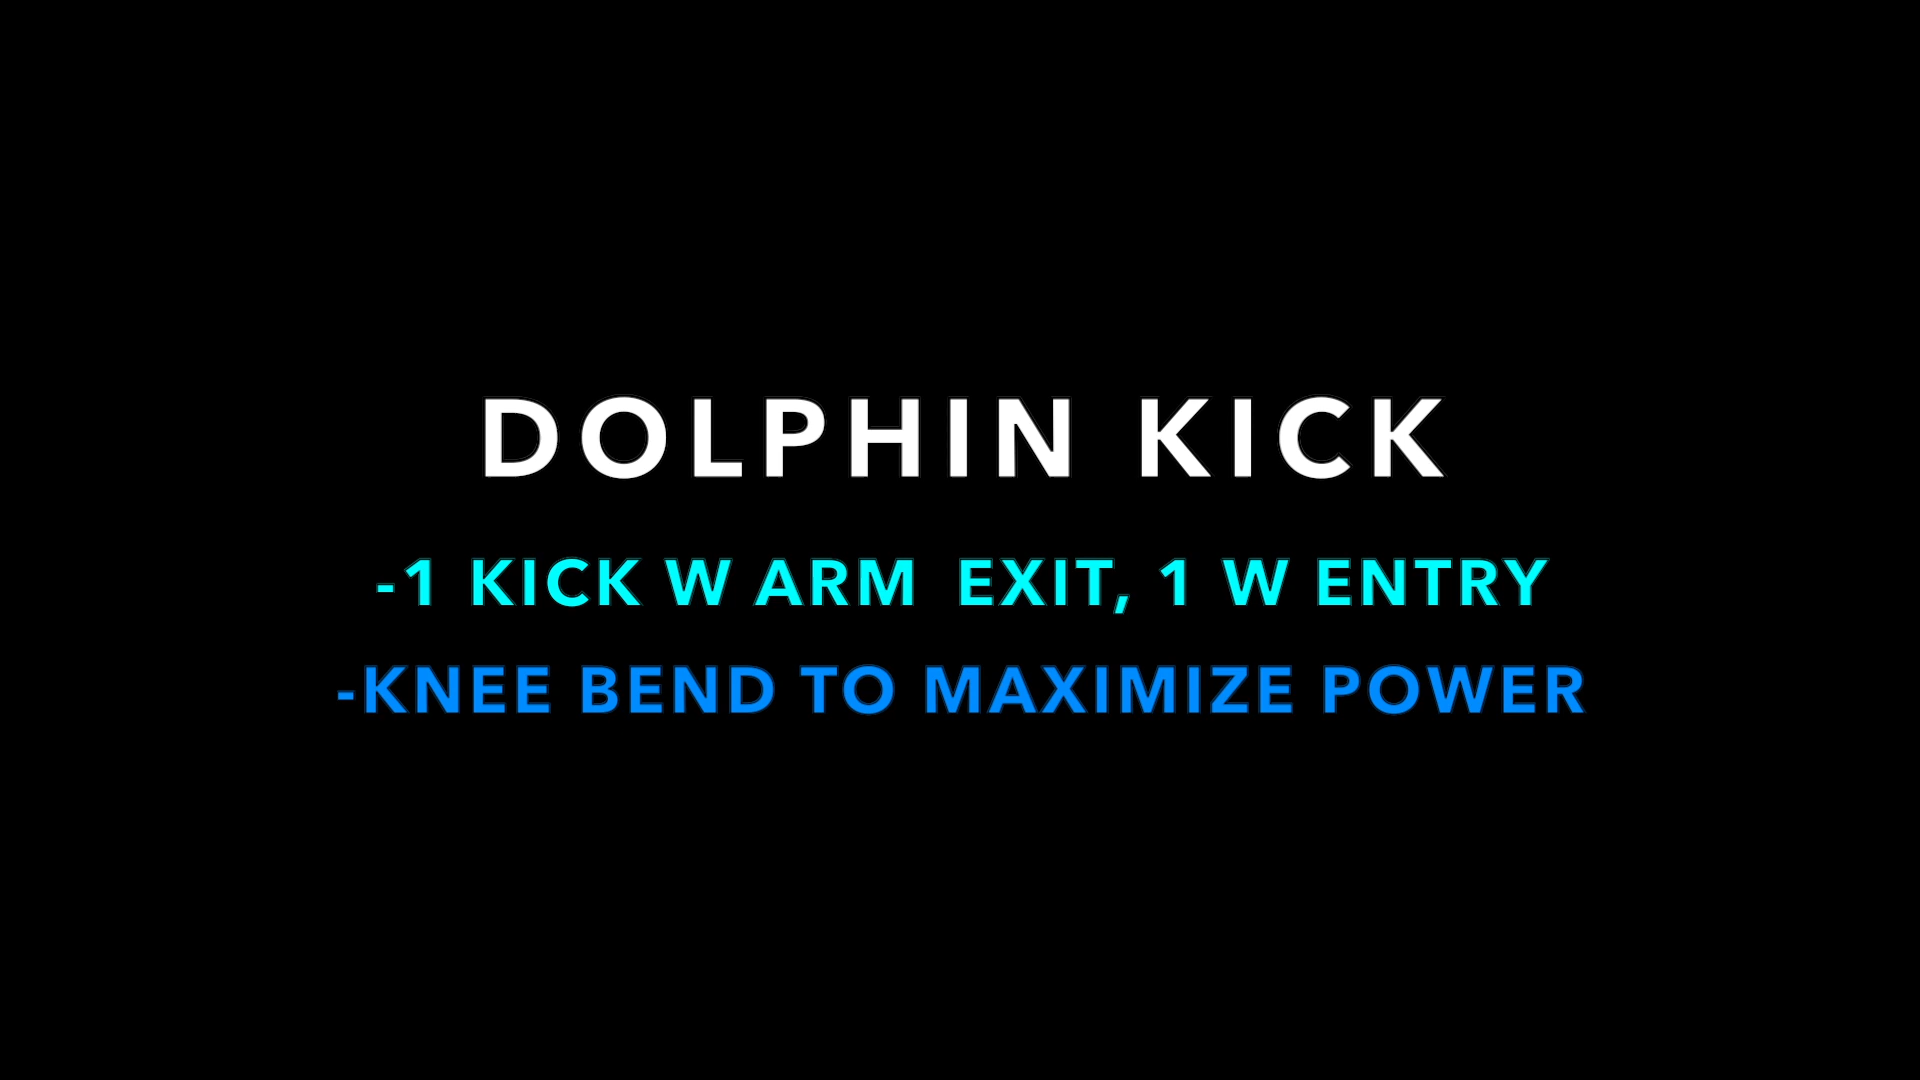 DOLPHIN KICK
-1 KICK W ARM EXIT, 1 W ENTRY
-KNEE BEND TO MAXIMIZE POWER